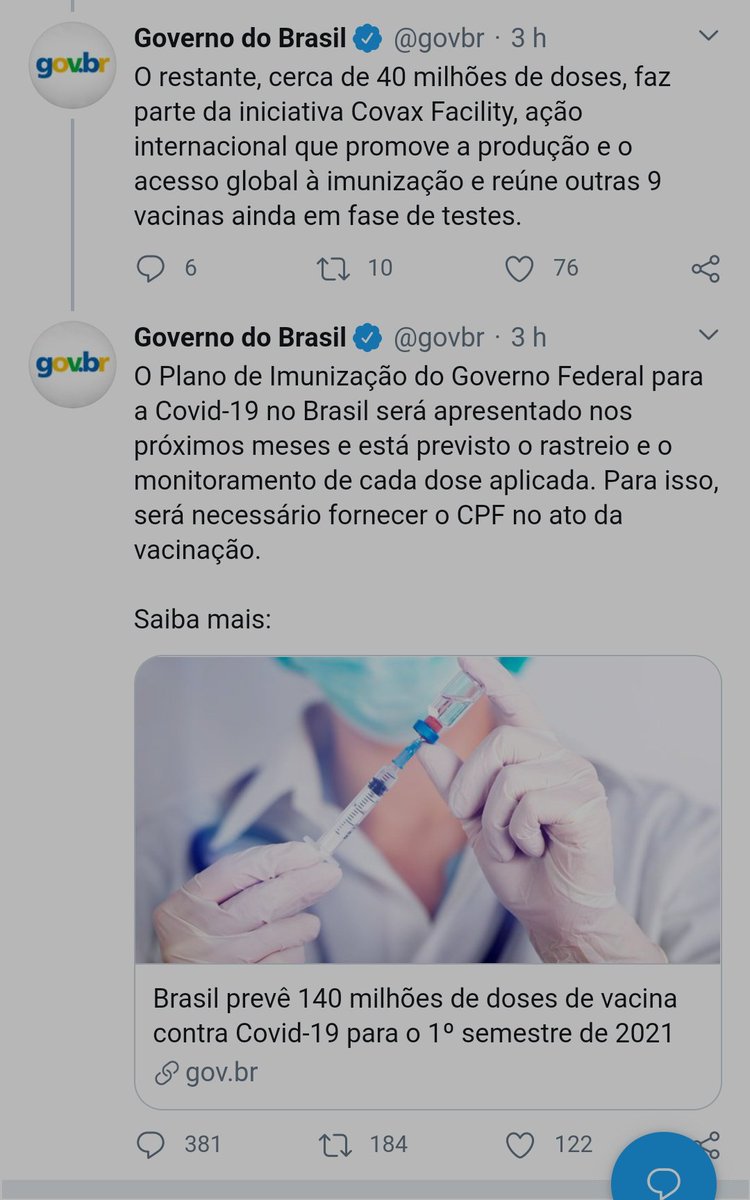 gov.br
Governo do Brasil @govbr · 3 h
O restante, cerca de 40 milhões de doses, faz
parte da iniciativa Covax Facility, ação
internacional que promove a produção e o
acesso global à imunização e reúne outras 9
vacinas ainda em fase de testes.
6 10 76
gov.br
Governo do Brasil @govbr · 3 h
O Plano de Imunização do Governo Federal para
a Covid-19 no Brasil será apresentado nos
próximos meses e está previsto o rastreio e o
monitoramento de cada dose aplicada. Para isso,
será necessário fornecer o CPF no ato da
vacinação.
Saiba mais:
Brasil prevê 140 milhões de doses de vacina
contra Covid-19 para o 1º semestre de 2021
gov.br
381 184 122